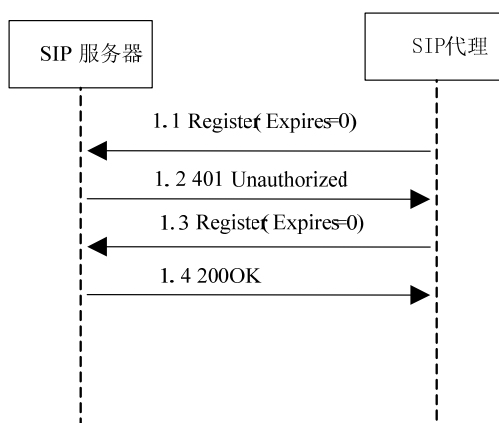 SIP 服务器
SIP代理
1.1 Register(Expires=0)
1.2 401 Unauthorized
1.3 Register(Expires=0)
1.4 200OK